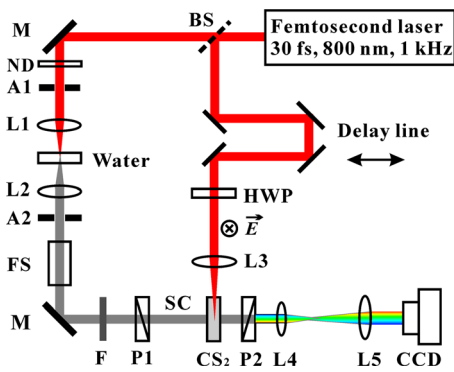 M
BS
Femtosecond laser
30 fs, 800 nm, 1 kHz
ND
A1
L1
Delay line
Water
L2
HWP
A2
E
FS
L3
SC
M
F
P1
CS₂
P2
L4
L5
CCD